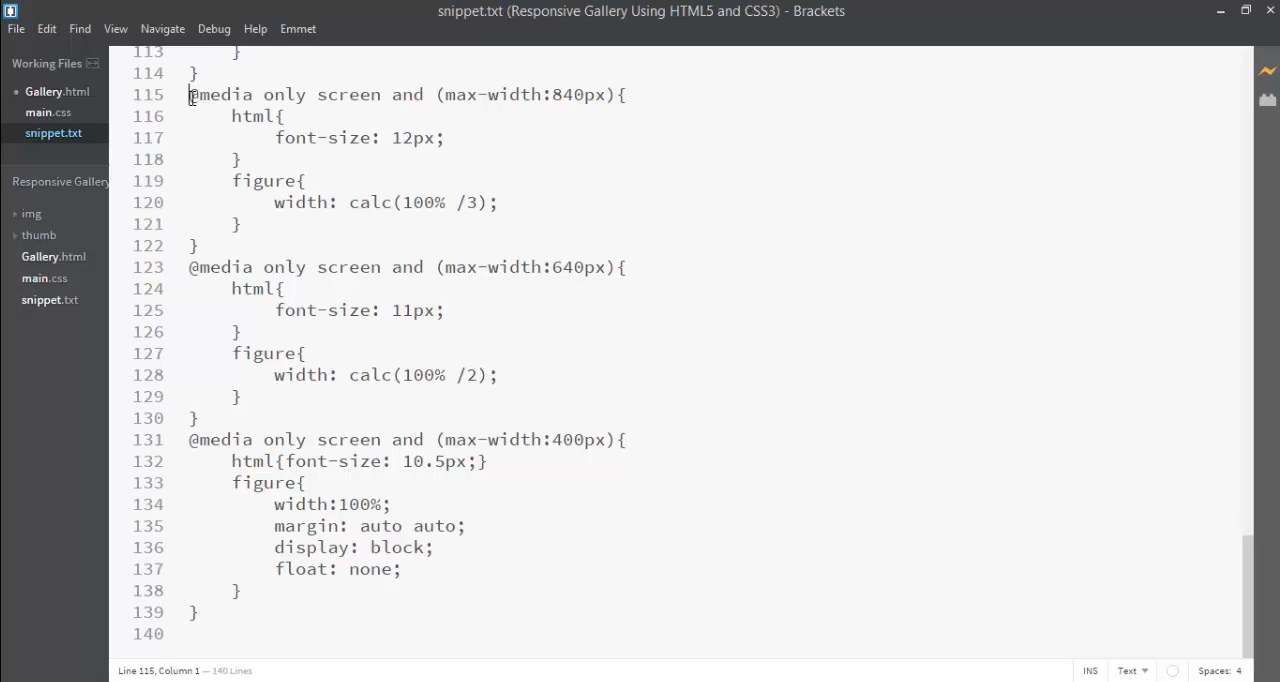 snippet.txt (Responsive Gallery Using HTML5 and CSS3) - Brackets
File Edit Find View Navigate Debug Help Emmet
Working Files
Gallery.html
main.css
snippet.txt
Responsive Gallery
img
thumb
Gallery.html
main.css
snippet.txt
113 }
114 }
115 @media only screen and (max-width:840px){
116 html{
117 font-size: 12px;
118 }
119 figure{
120 width: calc(100% /3);
121 }
122 }
123 @media only screen and (max-width:640px){
124 html{
125 font-size: 11px;
126 }
127 figure{
128 width: calc(100% /2);
129 }
130 }
131 @media only screen and (max-width:400px){
132 html{font-size: 10.5px;}
133 figure{
134 width:100%;
135 margin: auto auto;
136 display: block;
137 float: none;
138 }
139 }
140
Line 115, Column 1 — 140 Lines
INS Text Spaces: 4